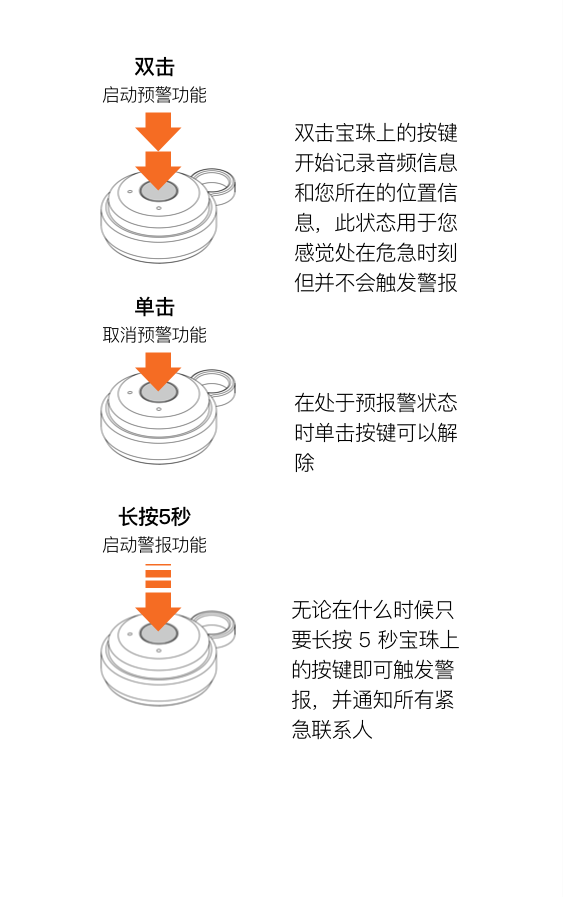 双击
启动预警功能
双击宝珠上的按键
开始记录音频信息
和您所在的位置信
息，此状态用于您
感觉处在危急时刻
但并不会触发警报
单击
取消预警功能
在处于预报警状态
时单击按键可以解
除
长按5秒
启动警报功能
无论在什么时候只
要长按 5 秒宝珠上
的按键即可触发警
报，并通知所有紧
急联系人